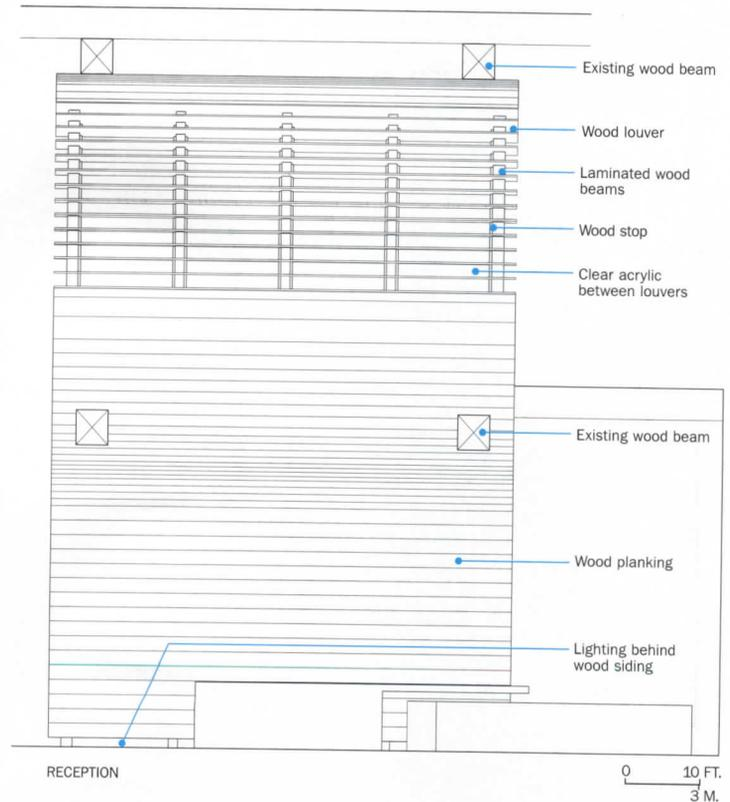 Existing wood beam
Wood louver
Laminated wood
beams
Wood stop
Clear acrylic
between louvers
Existing wood beam
Wood planking
Lighting behind
wood siding
RECEPTION
0 10 FT.
3 M.